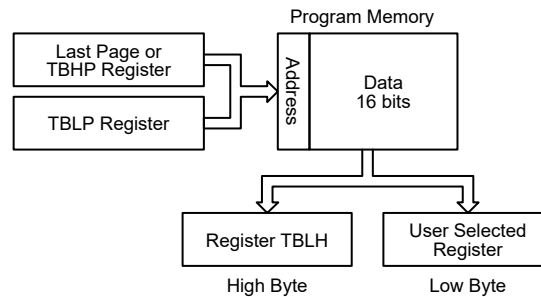 Program Memory
Last Page or
TBHP Register
TBLP Register
Address
Data
16 bits
Register TBLH
User Selected
Register
High Byte
Low Byte